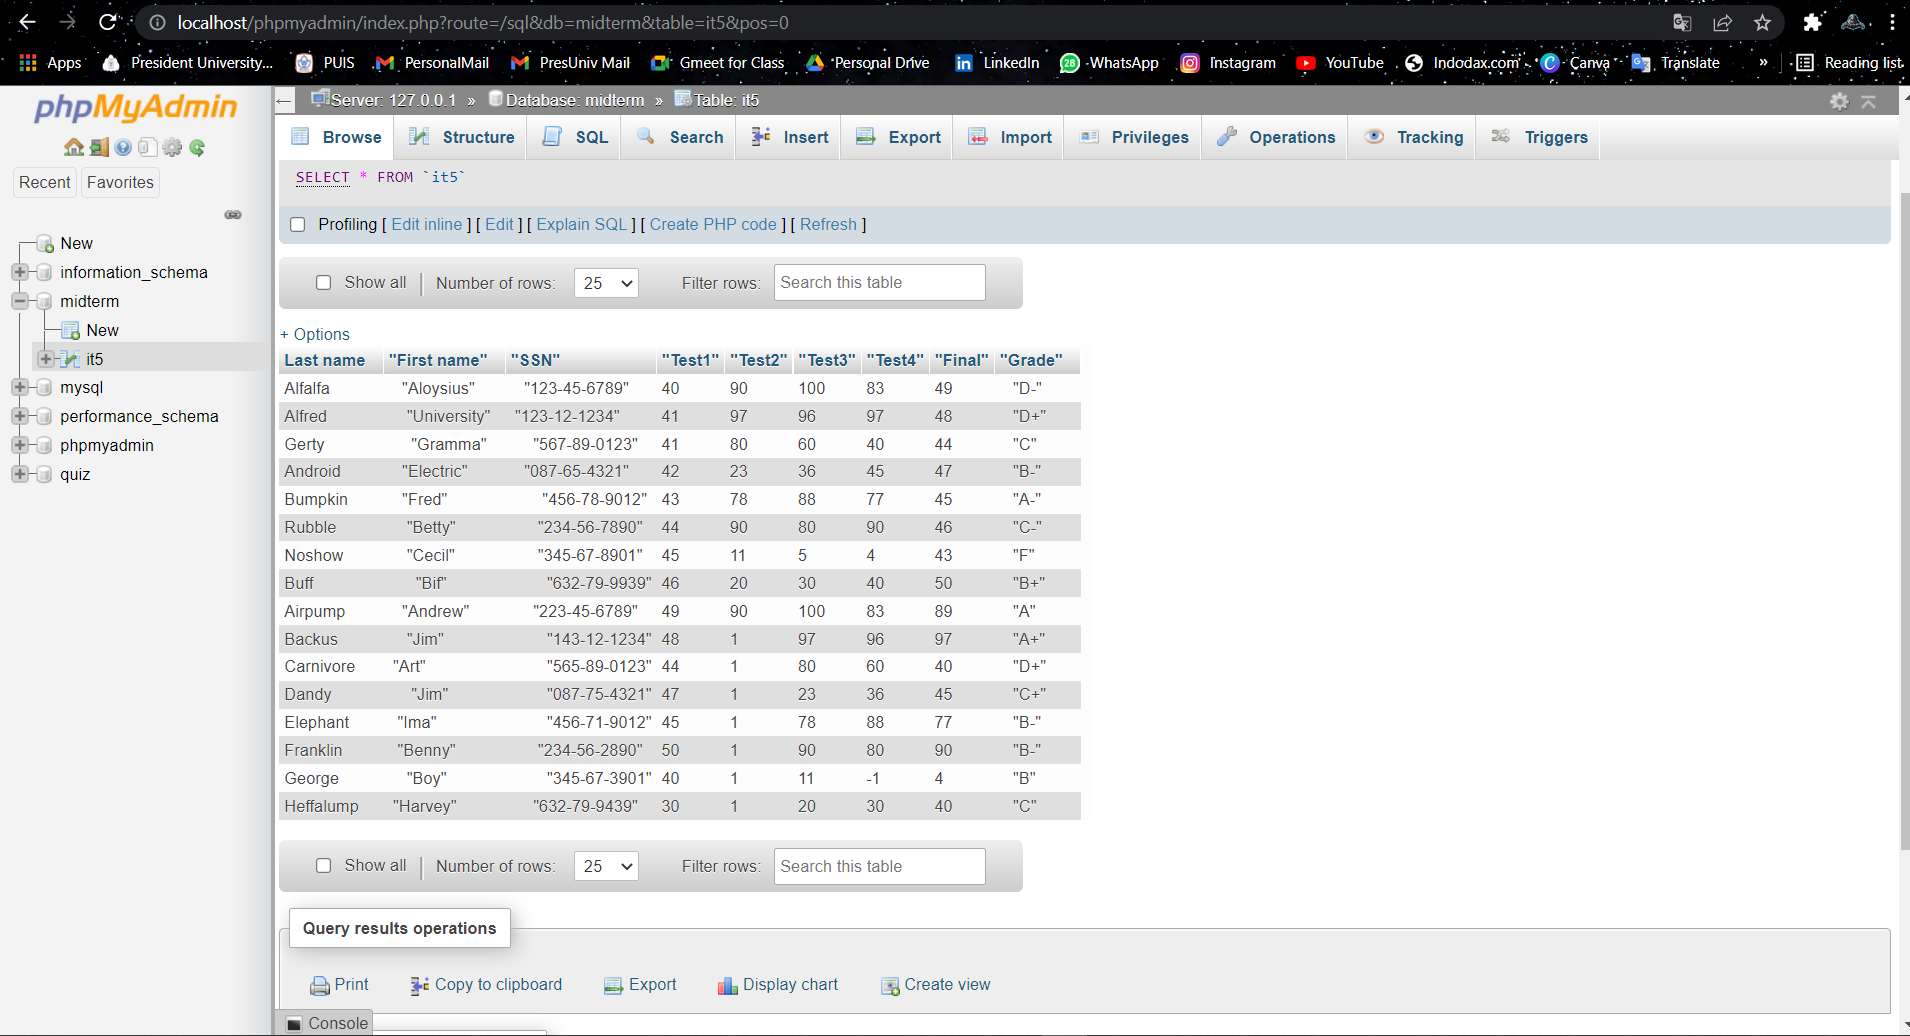 localhost/phpmyadmin/index.php?route=/sql&db=midterm&table=it5&pos=0
Apps President University... PUIS PersonalMail PresUniv Mail Gmeet for Class Personal Drive LinkedIn 28 WhatsApp Instagram YouTube Indodax.com Canva Translate » Reading list
phpMyAdmin
Recent Favorites
New
information_schema
midterm
New
it5
mysql
performance_schema
phpmyadmin
quiz
Server: 127.0.0.1 » Database: midterm » Table: it5
Browse Structure SQL Search Insert Export Import Privileges Operations Tracking Triggers
SELECT * FROM `it5`
Profiling [ Edit inline ] [ Edit ] [ Explain SQL ] [ Create PHP code ] [ Refresh ]
Show all Number of rows: 25 Filter rows: Search this table
+ Options
Last name "First name" "SSN" "Test1" "Test2" "Test3" "Test4" "Final" "Grade"
Alfalfa "Aloysius" "123-45-6789" 40 90 100 83 49 "D-"
Alfred "University" "123-12-1234" 41 97 96 97 48 "D+"
Gerty "Gramma" "567-89-0123" 41 80 60 40 44 "C"
Android "Electric" "087-65-4321" 42 23 36 45 47 "B-"
Bumpkin "Fred" "456-78-9012" 43 78 88 77 45 "A-"
Rubble "Betty" "234-56-7890" 44 90 80 90 46 "C-"
Noshow "Cecil" "345-67-8901" 45 11 5 4 43 "F"
Buff "Bif" "632-79-9939" 46 20 30 40 50 "B+"
Airpump "Andrew" "223-45-6789" 49 90 100 83 89 "A"
Backus "Jim" "143-12-1234" 48 1 97 96 97 "A+"
Carnivore "Art" "565-89-0123" 44 1 80 60 40 "D+"
Dandy "Jim" "087-75-4321" 47 1 23 36 45 "C+"
Elephant "Ima" "456-71-9012" 45 1 78 88 77 "B-"
Franklin "Benny" "234-56-2890" 50 1 90 80 90 "B-"
George "Boy" "345-67-3901" 40 1 11 -1 4 "B"
Heffalump "Harvey" "632-79-9439" 30 1 20 30 40 "C"
Show all Number of rows: 25 Filter rows: Search this table
Query results operations
Print Copy to clipboard Export Display chart Create view
Console